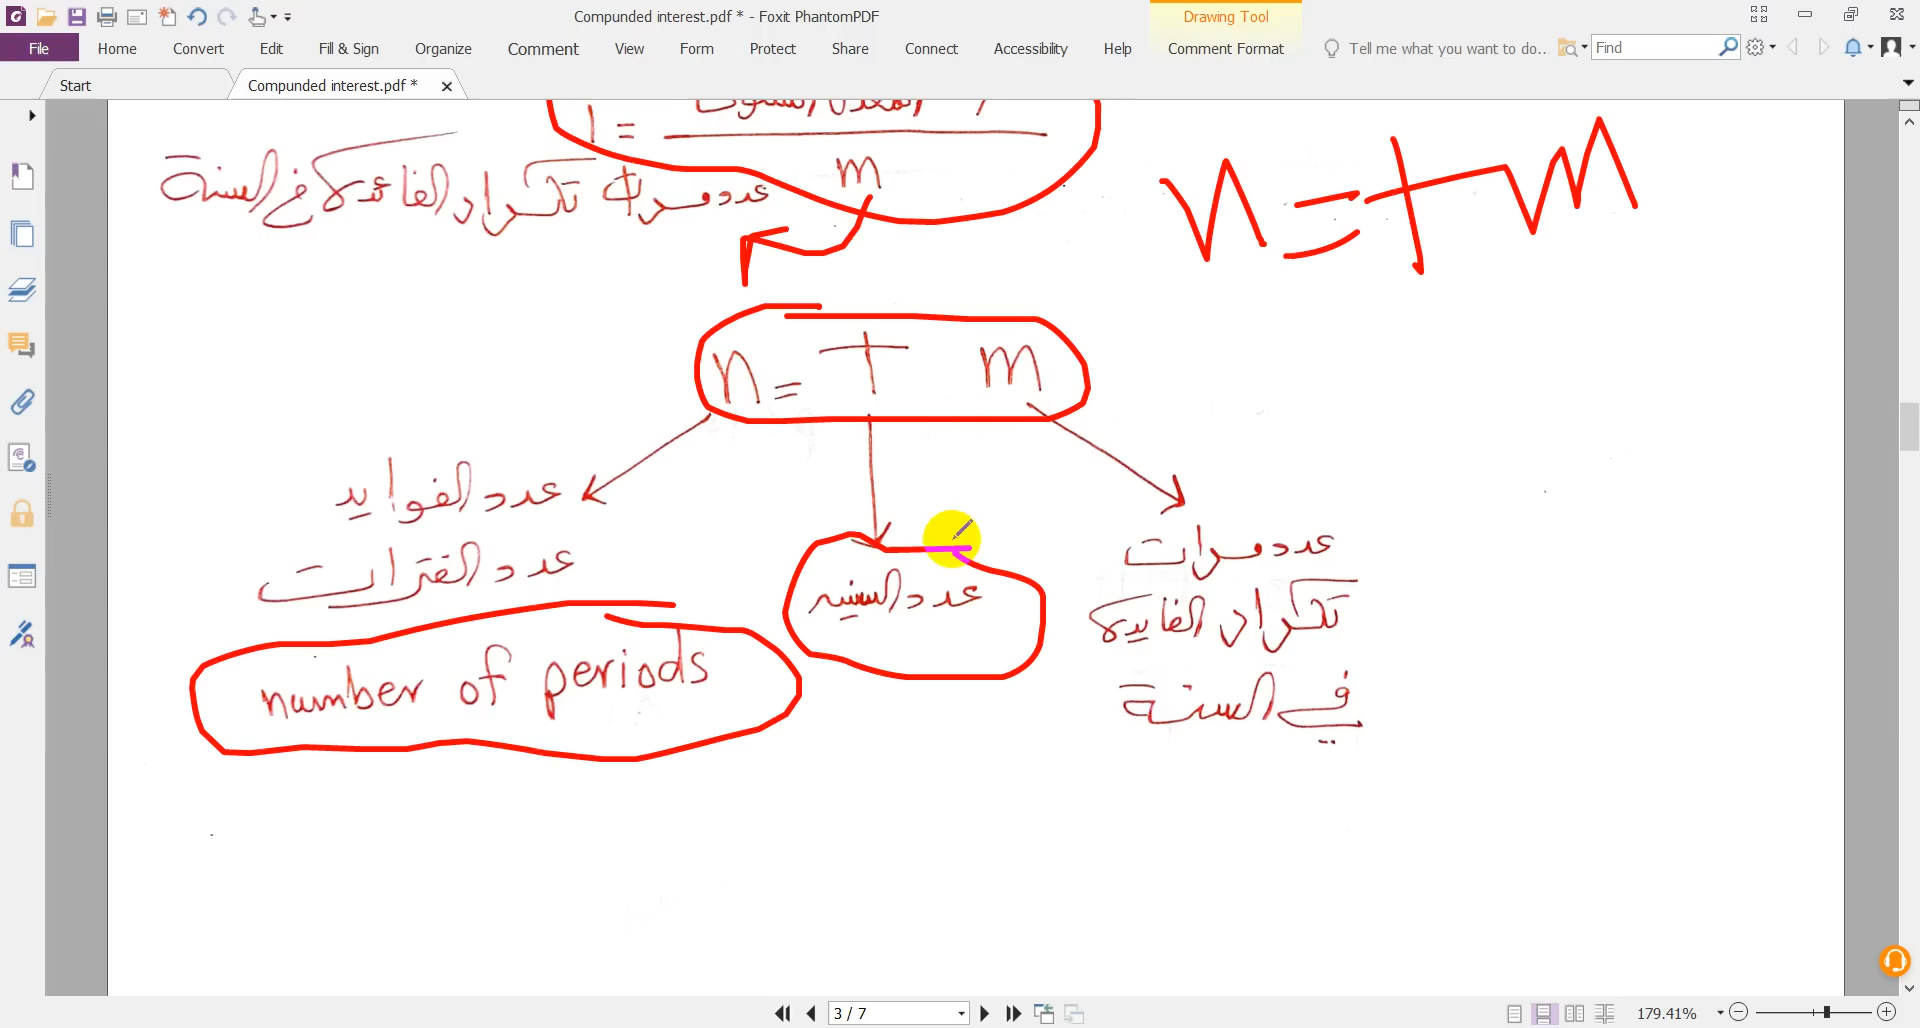 Compunded interest.pdf * - Foxit PhantomPDF
Drawing Tool
File Home Convert Edit Fill & Sign Organize Comment View Form Protect Share Connect Accessibility Help Comment Format Tell me what you want to do.. Find
Start Compunded interest.pdf *
المعدل السنوى
i =
m
عدد مرات تكرار الفائدة في السنة
n = t m
n = t m
عدد الفوايد
عدد الفترات
number of periods
عدد السنين
عدد مرات
تكرار الفايدة
في السنة
3 / 7
179.41%